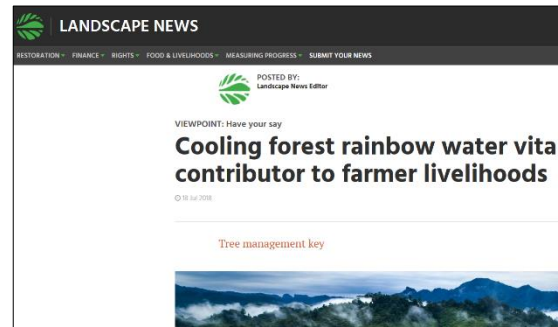 LANDSCAPE NEWS
RESTORATION FINANCE RIGHTS FOOD & LIVELIHOODS MEASURING PROGRESS SUBMIT YOUR NEWS
POSTED BY:
Landscape News Editor
VIEWPOINT: Have your say
Cooling forest rainbow water vita
contributor to farmer livelihoods
18 Jul 2018
Tree management key